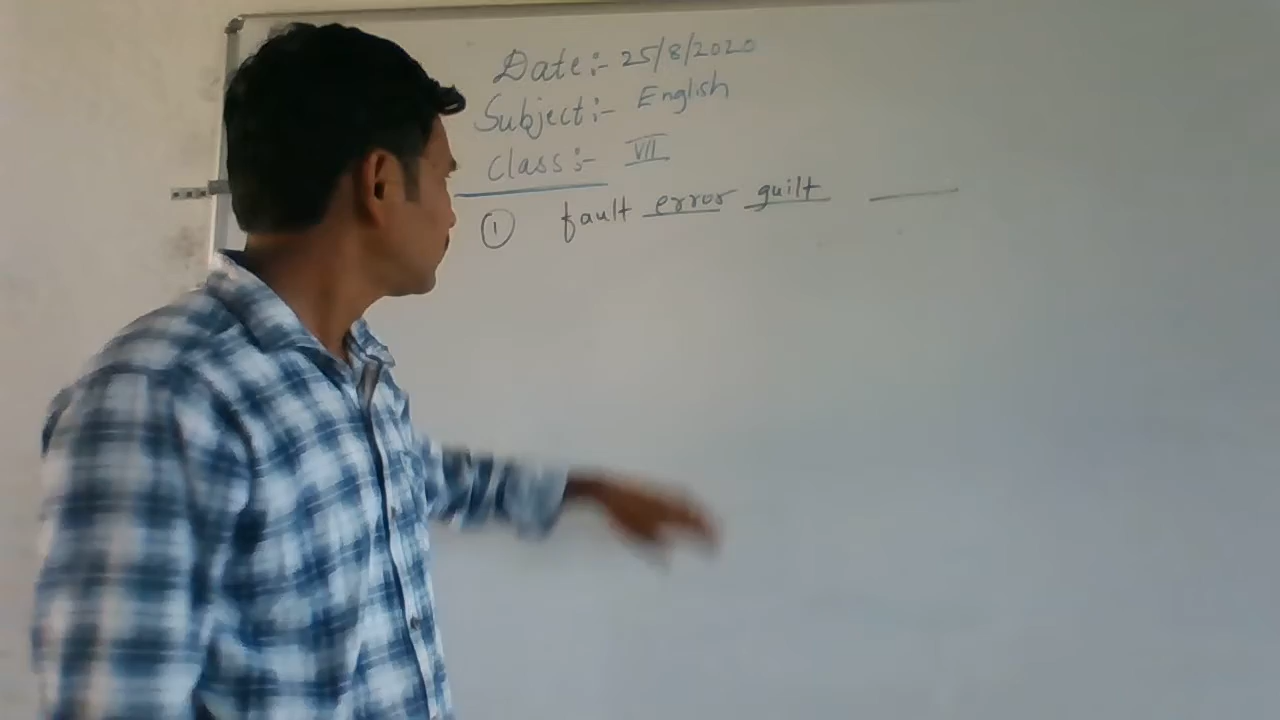 Date:- 25/8/2020
Subject:- English
Class:- VII
① fault error guilt